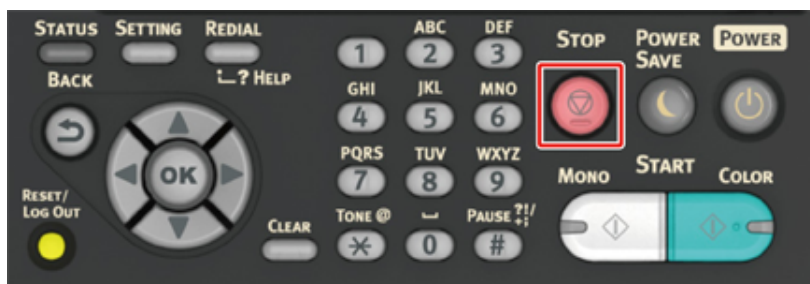 STATUS SETTING REDIAL
? HELP
BACK
OK
RESET/
LOG OUT
CLEAR
1
ABC
2
DEF
3
GHI
4
JKL
5
MNO
6
PQRS
7
TUV
8
WXYZ
9
TONE @
0
PAUSE ?!/
+:
#
STOP
POWER
SAVE
POWER
MONO
START
COLOR